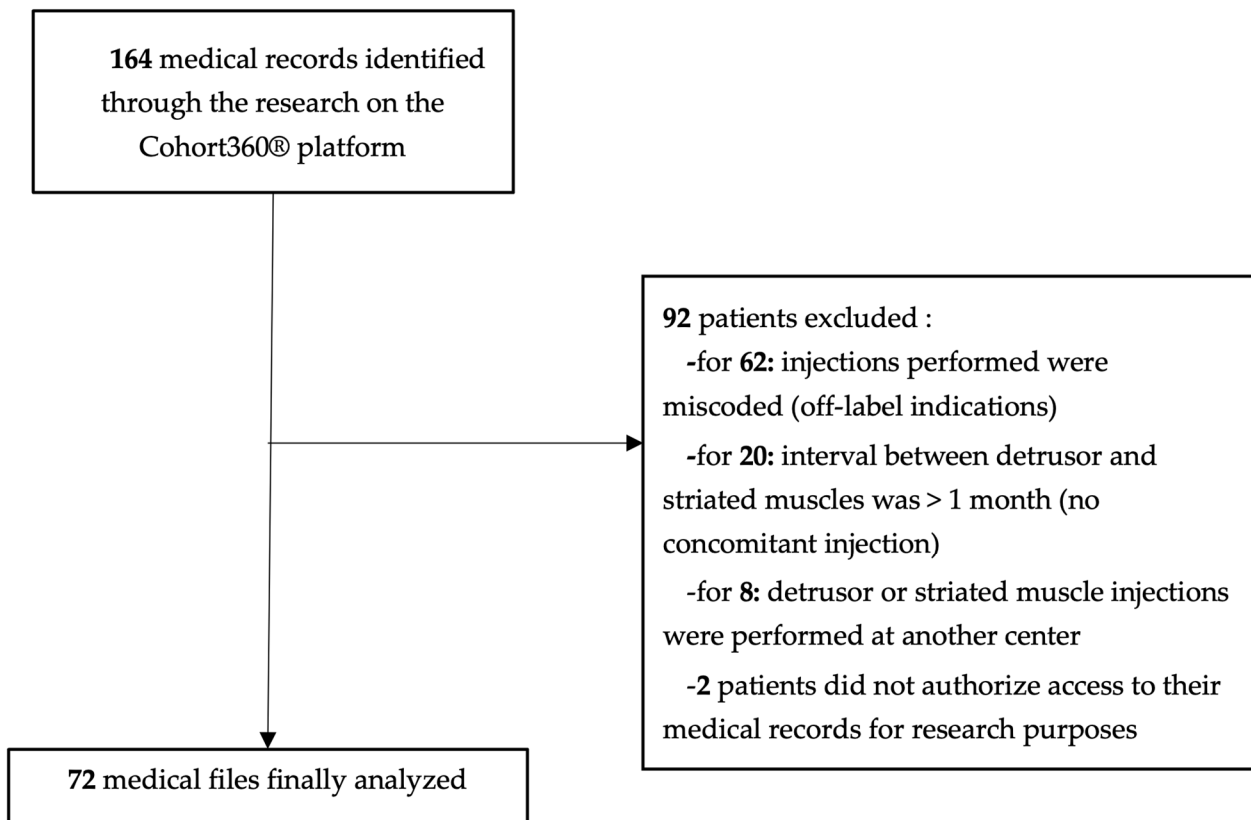 164 medical records identified
through the research on the
Cohort360® platform
92 patients excluded :
-for 62: injections performed were
miscoded (off-label indications)
-for 20: interval between detrusor and
striated muscles was > 1 month (no
concomitant injection)
-for 8: detrusor or striated muscle injections
were performed at another center
-2 patients did not authorize access to their
medical records for research purposes
72 medical files finally analyzed